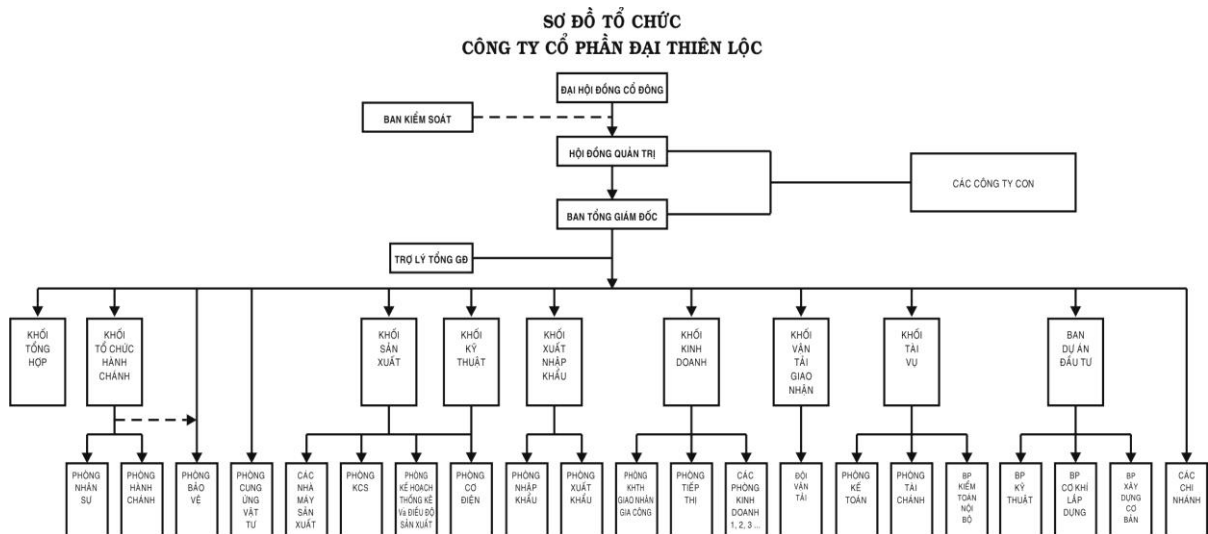 SƠ ĐỒ TỔ CHỨC
CÔNG TY CỔ PHẦN ĐẠI THIÊN LỘC
ĐẠI HỘI ĐỒNG CỔ ĐÔNG
BAN KIỂM SOÁT
HỘI ĐỒNG QUẢN TRỊ
CÁC CÔNG TY CON
BAN TỔNG GIÁM ĐỐC
TRỢ LÝ TỔNG GĐ
KHỐI
TỔNG
HỢP
KHỐI
TỔ CHỨC
HÀNH
CHÁNH
KHỐI
SẢN
XUẤT
KHỐI
KỸ
THUẬT
KHỐI
XUẤT
NHẬP
KHẨU
KHỐI
KINH
DOANH
KHỐI
VẬN
TẢI
GIAO
NHẬN
KHỐI
TÀI
VỤ
BAN
DỰ ÁN
ĐẦU TƯ
PHÒNG
NHÂN
SỰ
PHÒNG
HÀNH
CHÁNH
PHÒNG
BẢO
VỆ
PHÒNG
CUNG
ỨNG
VẬT
TƯ
CÁC
NHÀ
MÁY
SẢN
XUẤT
PHÒNG
KCS
PHÒNG
KẾ HOẠCH
THỐNG KÊ
Và ĐIỀU ĐỘ
SẢN XUẤT
PHÒNG
CƠ
ĐIỆN
PHÒNG
NHẬP
KHẨU
PHÒNG
XUẤT
KHẨU
PHÒNG
KHTH
GIAO NHẬN
GIA CÔNG
PHÒNG
TIẾP
THỊ
CÁC
PHÒNG
KINH
DOANH
1, 2, 3 ...
ĐỘI
VẬN
TẢI
PHÒNG
KẾ
TOÁN
PHÒNG
TÀI
CHÁNH
BP
KIỂM
TOÁN
NỘI
BỘ
BP
KỸ
THUẬT
BP
CƠ KHÍ
LẮP
DỰNG
BP
XÂY
DỰNG
CƠ
BẢN
CÁC
CHI
NHÁNH